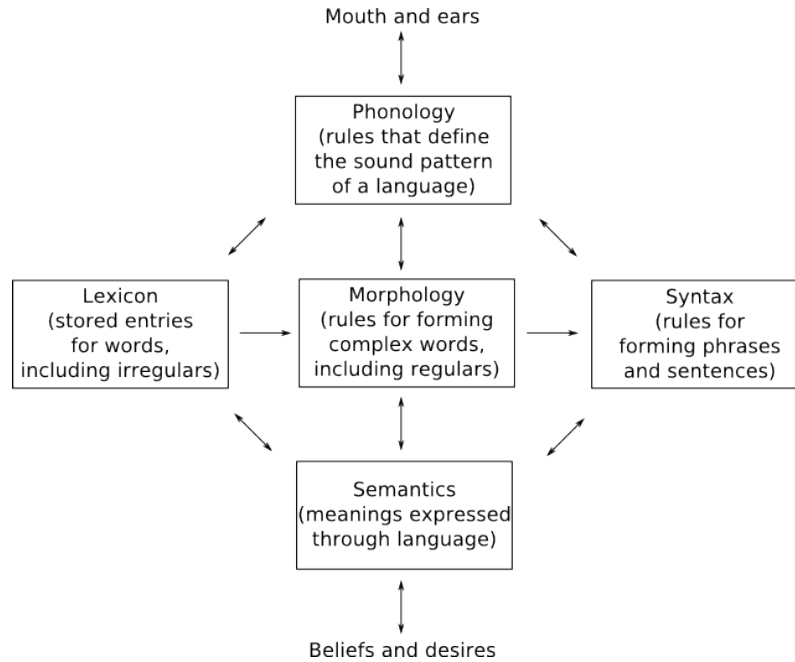 Mouth and ears
Phonology
(rules that define
the sound pattern
of a language)
Lexicon
(stored entries
for words,
including irregulars)
Morphology
(rules for forming
complex words,
including regulars)
Syntax
(rules for
forming phrases
and sentences)
Semantics
(meanings expressed
through language)
Beliefs and desires